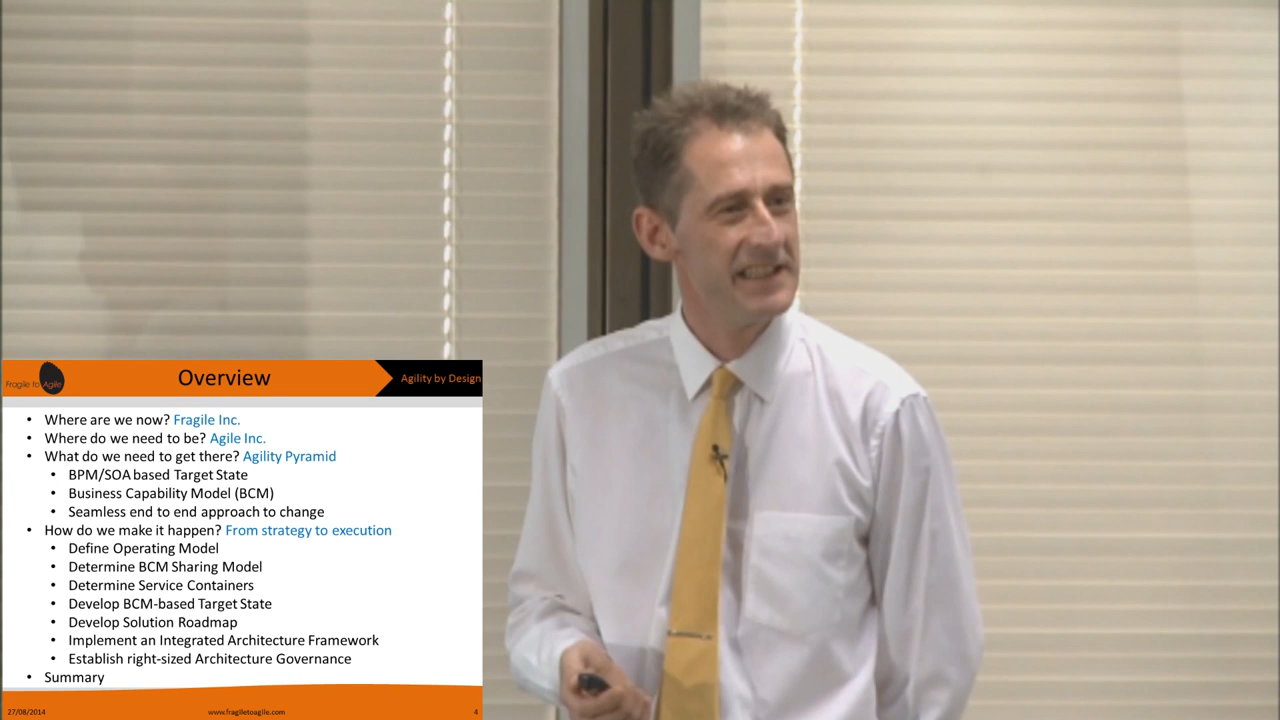 Fragile to Agile
Overview
Agility by Design
• Where are we now? Fragile Inc.
• Where do we need to be? Agile Inc.
• What do we need to get there? Agility Pyramid
• BPM/SOA based Target State
• Business Capability Model (BCM)
• Seamless end to end approach to change
• How do we make it happen? From strategy to execution
• Define Operating Model
• Determine BCM Sharing Model
• Determine Service Containers
• Develop BCM-based Target State
• Develop Solution Roadmap
• Implement an Integrated Architecture Framework
• Establish right-sized Architecture Governance
• Summary
27/08/2014
www.fragiletoagile.com
4